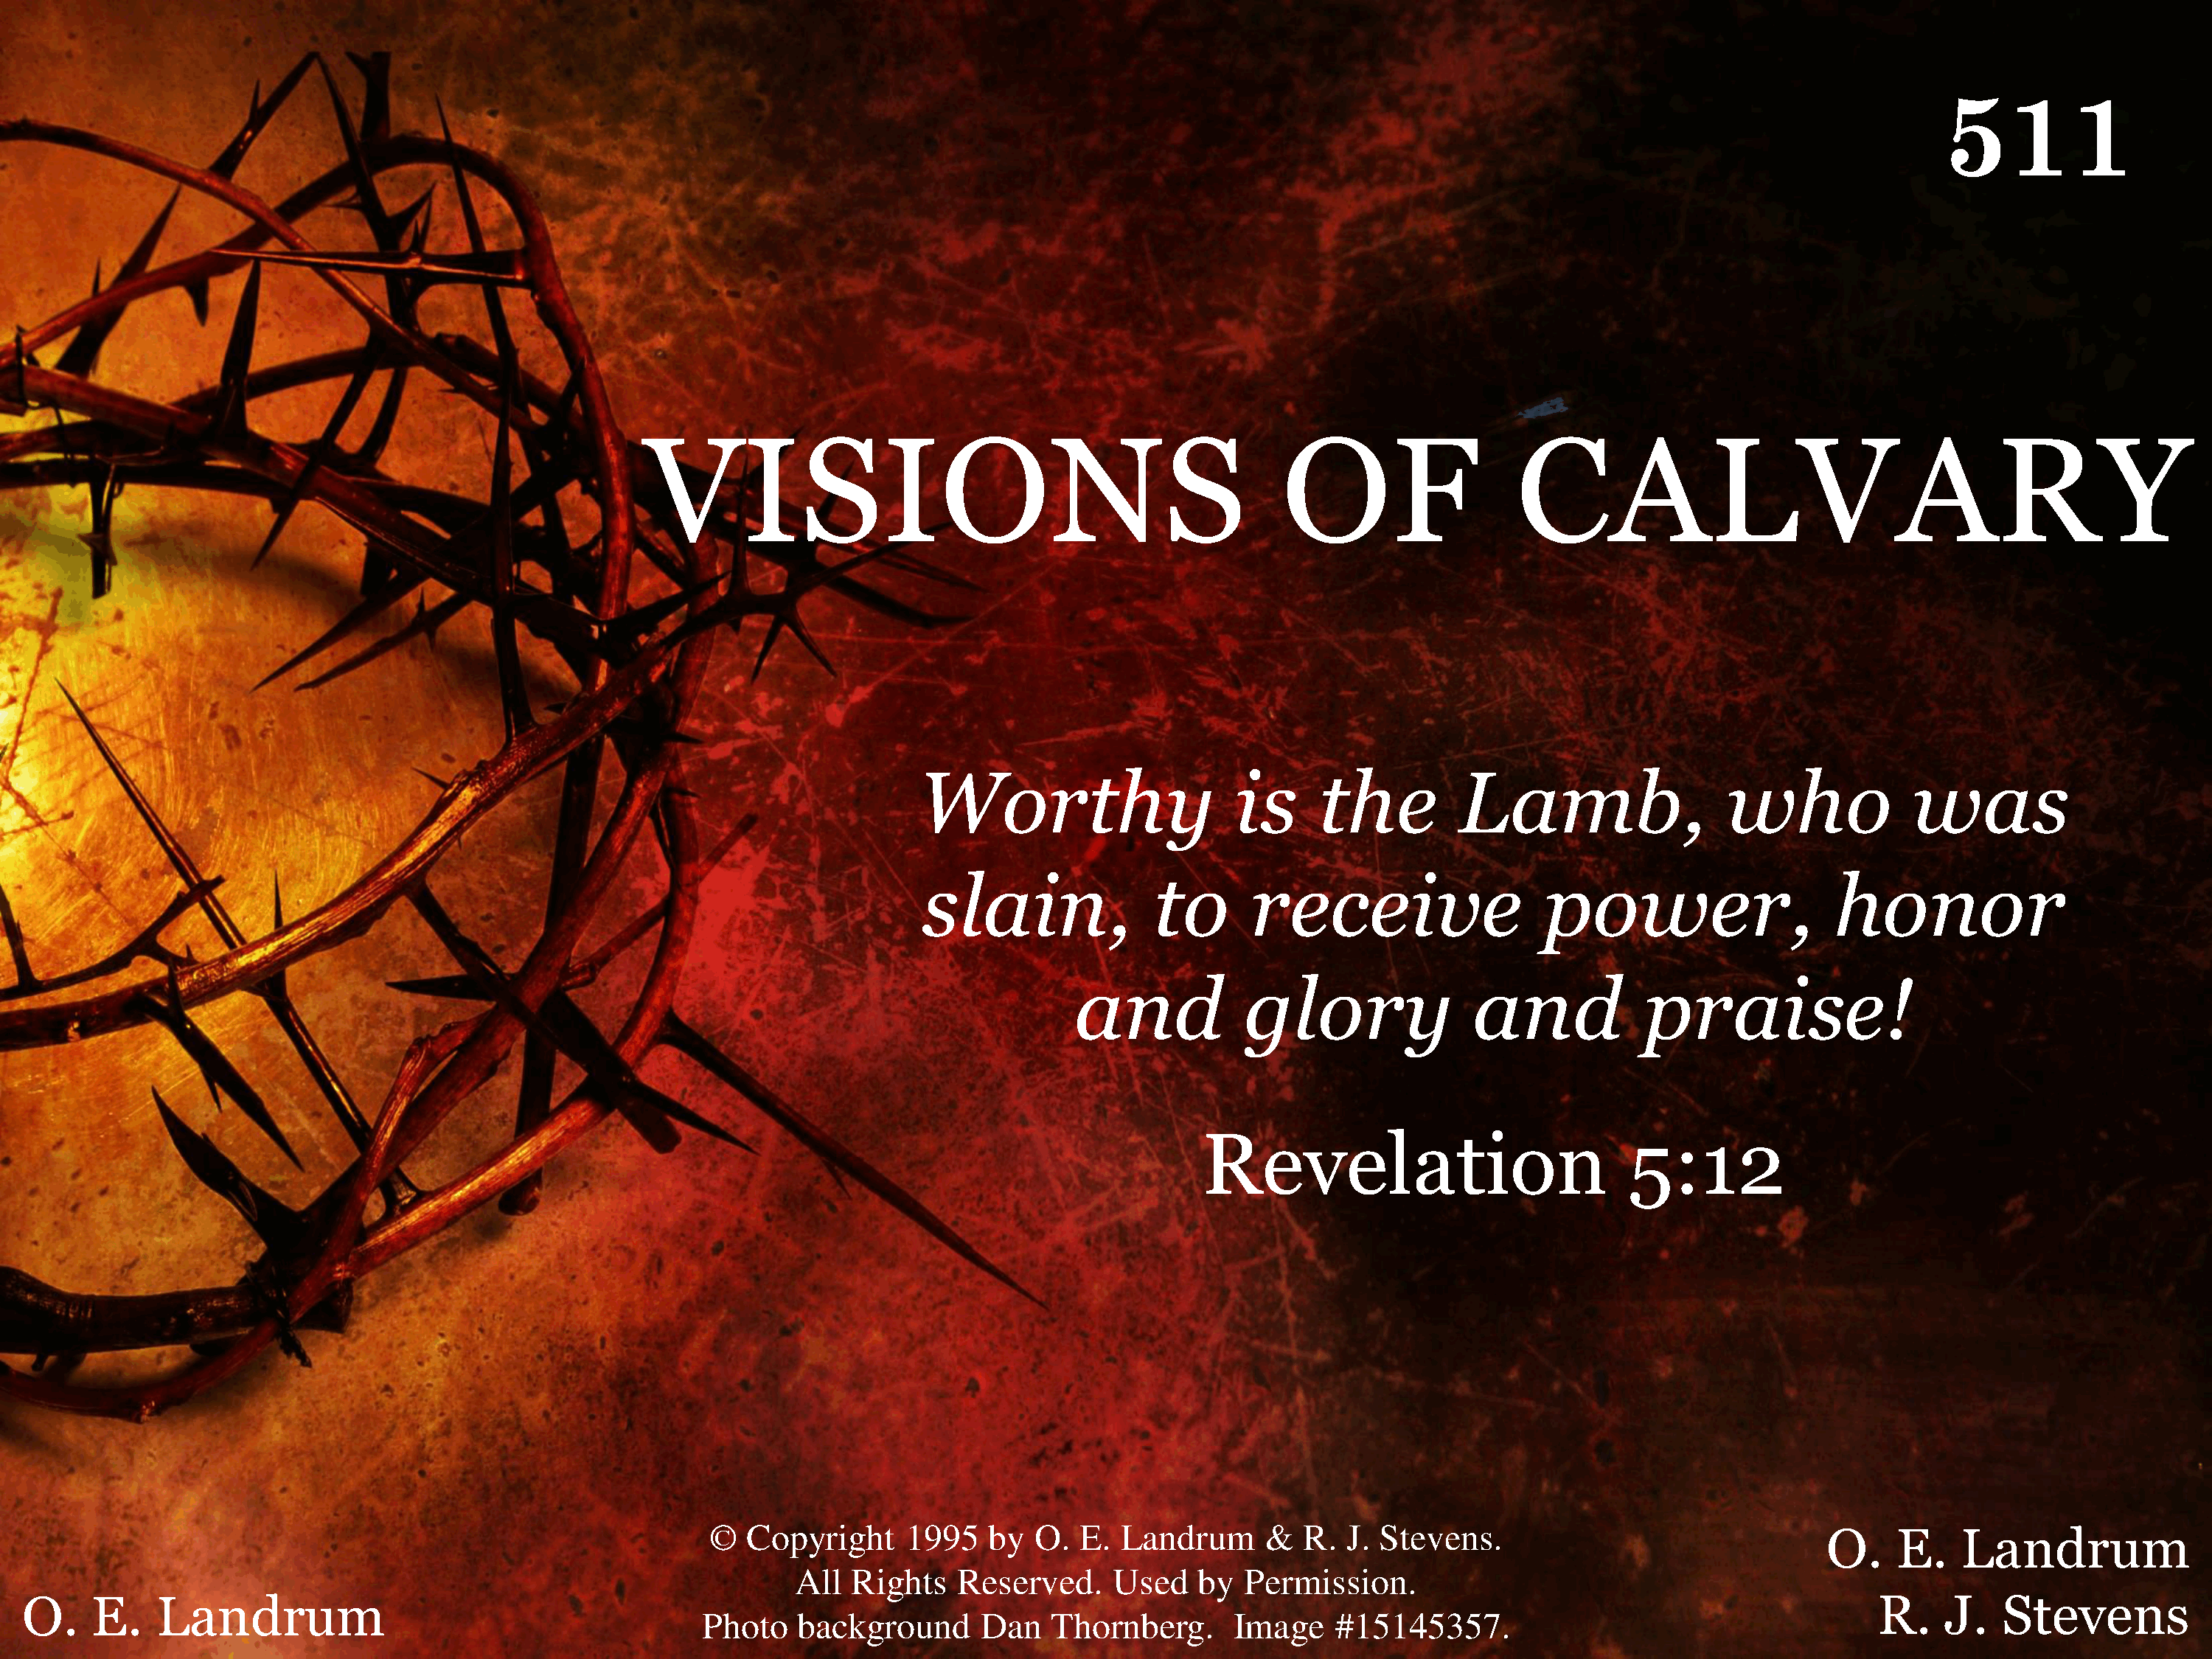 511
VISIONS OF CALVARY
Worthy is the Lamb, who was
slain, to receive power, honor
and glory and praise!
Revelation 5:12
© Copyright 1995 by O. E. Landrum & R. J. Stevens.
All Rights Reserved. Used by Permission.
Photo background Dan Thornberg. Image #15145357.
O. E. Landrum
O. E. Landrum
R. J. Stevens